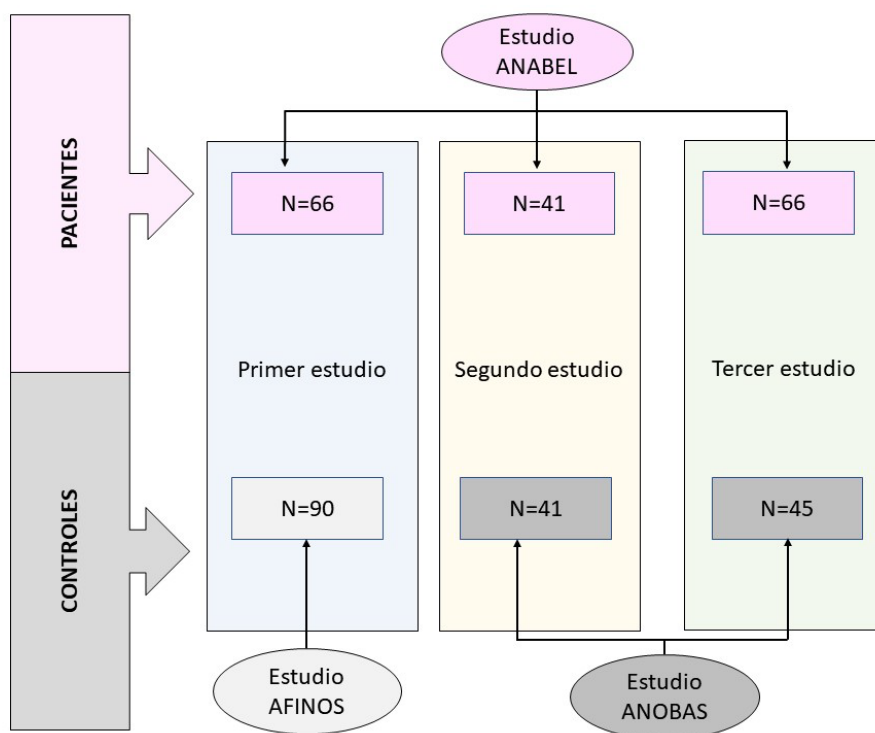 Estudio
ANABEL
PACIENTES
N=66
N=41
N=66
Primer estudio
Segundo estudio
Tercer estudio
CONTROLES
N=90
N=41
N=45
Estudio
AFINOS
Estudio
ANOBAS